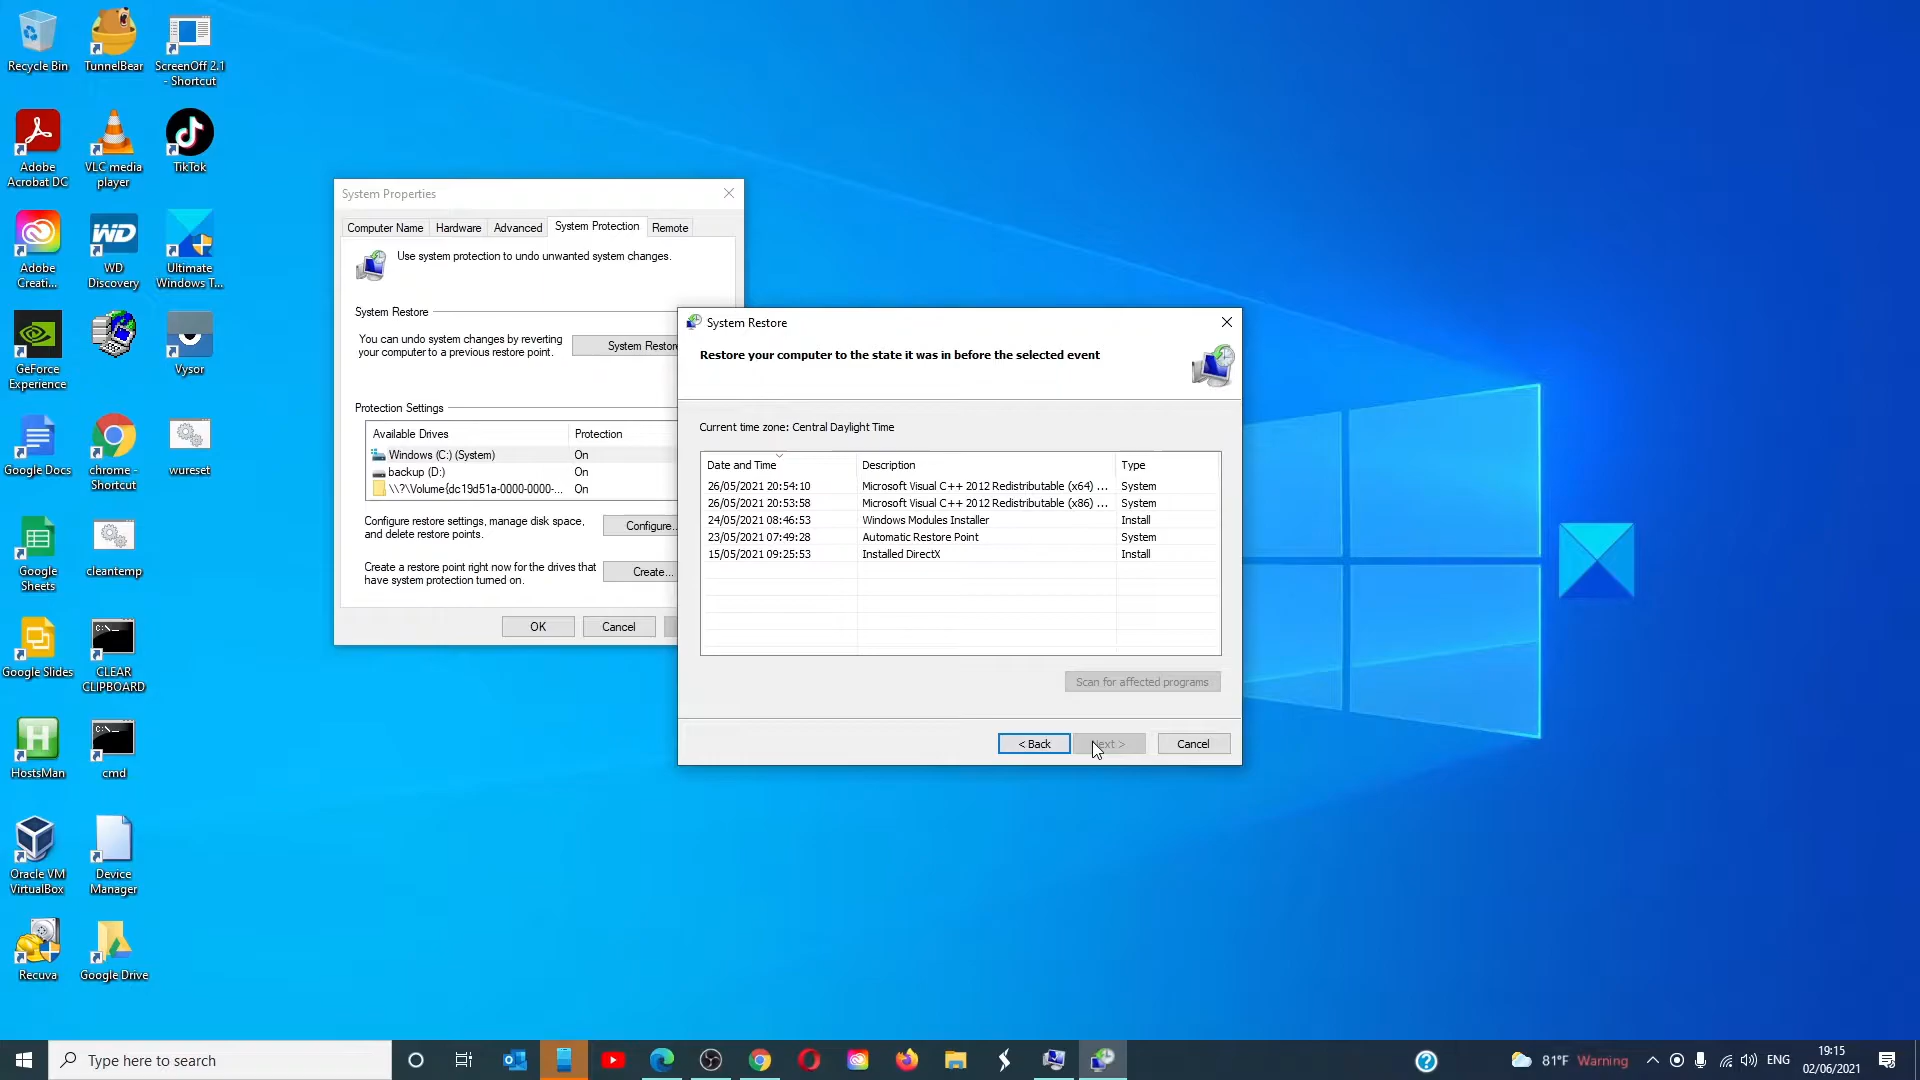 Recycle Bin
TunnelBear
ScreenOff 2.1
- Shortcut
Adobe
Acrobat DC
VLC media
player
TikTok
Adobe
Creati...
WD
WD
Discovery
Ultimate
Windows T...
GeForce
Experience
Vysor
Google Docs
chrome -
Shortcut
wureset
Google
Sheets
cleantemp
Google Slides
C:\_
CLEAR
CLIPBOARD
H
HostsMan
C:\_
cmd
Oracle VM
VirtualBox
Device
Manager
Recuva
Google Drive
System Properties
Computer Name
Hardware
Advanced
System Protection
Remote
Use system protection to undo unwanted system changes.
System Restore
You can undo system changes by reverting
your computer to a previous restore point.
System Restore
Protection Settings
Available Drives
Protection
Windows (C:) (System)
On
backup (D:)
On
\\?\Volume{dc19d51a-0000-0000-...
On
Configure restore settings, manage disk space,
and delete restore points.
Configure..
Create a restore point right now for the drives that
have system protection turned on.
Create...
OK
Cancel
System Restore
Restore your computer to the state it was in before the selected event
Current time zone: Central Daylight Time
Date and Time
Description
Type
26/05/2021 20:54:10
Microsoft Visual C++ 2012 Redistributable (x64) ...
System
26/05/2021 20:53:58
Microsoft Visual C++ 2012 Redistributable (x86) ...
System
24/05/2021 08:46:53
Windows Modules Installer
Install
23/05/2021 07:49:28
Automatic Restore Point
System
15/05/2021 09:25:53
Installed DirectX
Install
Scan for affected programs
< Back
ext >
Cancel
Type here to search
81°F Warning
ENG
19:15
02/06/2021